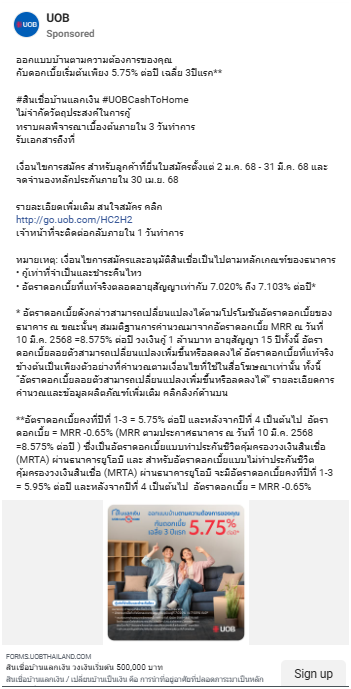 UOB
Sponsored
ออกแบบบ้านตามความต้องการของคุณ
กับดอกเบี้ยเริ่มต้นเพียง 5.75% ต่อปี เฉลี่ย 3ปีแรก**
#สินเชื่อบ้านแลกเงิน #UOBCashToHome
ไม่จำกัดวัตถุประสงค์ในการกู้
ทราบผลพิจารณาเบื้องต้นภายใน 3 วันทำการ
รับเอกสารถึงที่
เงื่อนไขการสมัคร สำหรับลูกค้าที่ยื่นใบสมัครตั้งแต่ 2 ม.ค. 68 - 31 มี.ค. 68 และ
จดจำนองหลักประกันภายใน 30 เม.ย. 68
รายละเอียดเพิ่มเติม สนใจสมัคร คลิก
http://go.uob.com/HC2H2
เจ้าหน้าที่จะติดต่อกลับภายใน 1 วันทำการ
หมายเหตุ: เงื่อนไขการสมัครและอนุมัติสินเชื่อเป็นไปตามหลักเกณฑ์ของธนาคาร
• กู้เท่าที่จำเป็นและชำระคืนไหว
• อัตราดอกเบี้ยที่แท้จริงตลอดอายุสัญญาเท่ากับ 7.020% ถึง 7.103% ต่อปี*
* อัตราดอกเบี้ยดังกล่าวสามารถเปลี่ยนแปลงได้ตามโปรโมชันอัตราดอกเบี้ยของ
ธนาคาร ณ ขณะนั้นๆ สมมติฐานการคำนวณมาจากอัตราดอกเบี้ย MRR ณ วันที่
10 มี.ค. 2568 =8.575% ต่อปี วงเงินกู้ 1 ล้านบาท อายุสัญญา 15 ปีทั้งนี้ อัตรา
ดอกเบี้ยลอยตัวสามารถเปลี่ยนแปลงเพิ่มขึ้นหรือลดลงได้ อัตราดอกเบี้ยที่แท้จริง
ข้างต้นเป็นเพียงตัวอย่างที่คำนวณตามเงื่อนไขที่ใช้ในสื่อโฆษณาเท่านั้น ทั้งนี้
"อัตราดอกเบี้ยลอยตัวสามารถเปลี่ยนแปลงเพิ่มขึ้นหรือลดลงได้" รายละเอียดการ
คำนวณและข้อมูลผลิตภัณฑ์เพิ่มเติม คลิกลิงก์ด้านบน
**อัตราดอกเบี้ยคงที่ปีที่ 1-3 = 5.75% ต่อปี และหลังจากปีที่ 4 เป็นต้นไป อัตรา
ดอกเบี้ย = MRR -0.65% (MRR ตามประกาศธนาคาร ณ วันที่ 10 มี.ค. 2568
=8.575% ต่อปี ) ซึ่งเป็นอัตราดอกเบี้ยแบบทำประกันชีวิตคุ้มครองวงเงินสินเชื่อ
(MRTA) ผ่านธนาคารยูโอบี และ สำหรับอัตราดอกเบี้ยแบบไม่ทำประกันชีวิต
คุ้มครองวงเงินสินเชื่อ (MRTA) ผ่านธนาคารยูโอบี จะมีอัตราดอกเบี้ยคงที่ปีที่ 1-3
= 5.95% ต่อปี และหลังจากปีที่ 4 เป็นต้นไป อัตราดอกเบี้ย = MRR -0.65%
ออกแบบบ้านตามความต้องการของคุณ
กับดอกเบี้ย
เฉลี่ย 3 ปีแรก
5.75%
UOB
FORMS.UOBTHAILAND.COM
สินเชื่อบ้านแลกเงิน วงเงินเริ่มต้น 500,000 บาท
สินเชื่อบ้านแลกเงิน / เปลี่ยนบ้านเป็นเงิน คือ การนำที่อยู่อาศัยที่ปลอดภาระมาเป็นหลัก
Sign up